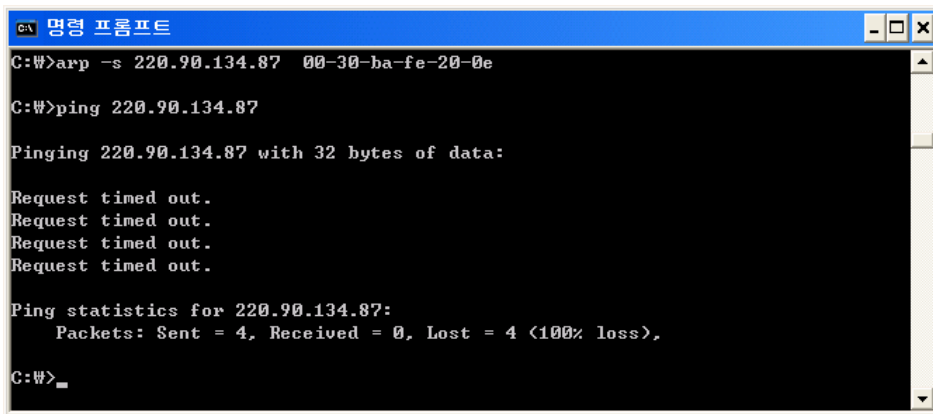 명령 프롬프트
C:₩>arp -s 220.90.134.87  00-30-ba-fe-20-0e
C:₩>ping 220.90.134.87
Pinging 220.90.134.87 with 32 bytes of data:
Request timed out.
Request timed out.
Request timed out.
Request timed out.
Ping statistics for 220.90.134.87:
    Packets: Sent = 4, Received = 0, Lost = 4 (100% loss),
C:₩>_